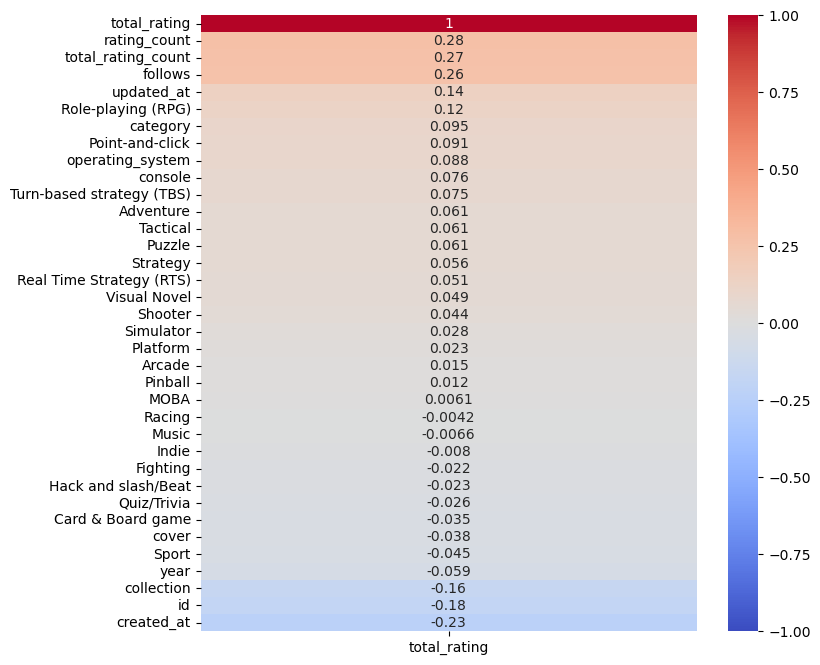 total_rating 1
rating_count 0.28
total_rating_count 0.27
follows 0.26
updated_at 0.14
Role-playing (RPG) 0.12
category 0.095
Point-and-click 0.091
operating_system 0.088
console 0.076
Turn-based strategy (TBS) 0.075
Adventure 0.061
Tactical 0.061
Puzzle 0.061
Strategy 0.056
Real Time Strategy (RTS) 0.051
Visual Novel 0.049
Shooter 0.044
Simulator 0.028
Platform 0.023
Arcade 0.015
Pinball 0.012
MOBA 0.0061
Racing -0.0042
Music -0.0066
Indie -0.008
Fighting -0.022
Hack and slash/Beat -0.023
Quiz/Trivia -0.026
Card & Board game -0.035
cover -0.038
Sport -0.045
year -0.059
collection -0.16
id -0.18
created_at -0.23
total_rating
1.00
0.75
0.50
0.25
0.00
−0.25
−0.50
−0.75
−1.00